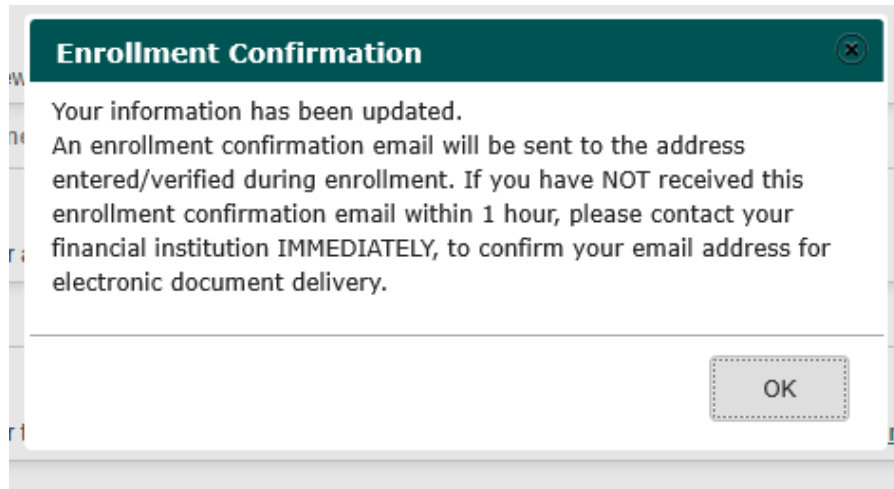 Enrollment Confirmation
Your information has been updated.
An enrollment confirmation email will be sent to the address
entered/verified during enrollment. If you have NOT received this
enrollment confirmation email within 1 hour, please contact your
financial institution IMMEDIATELY, to confirm your email address for
electronic document delivery.
OK